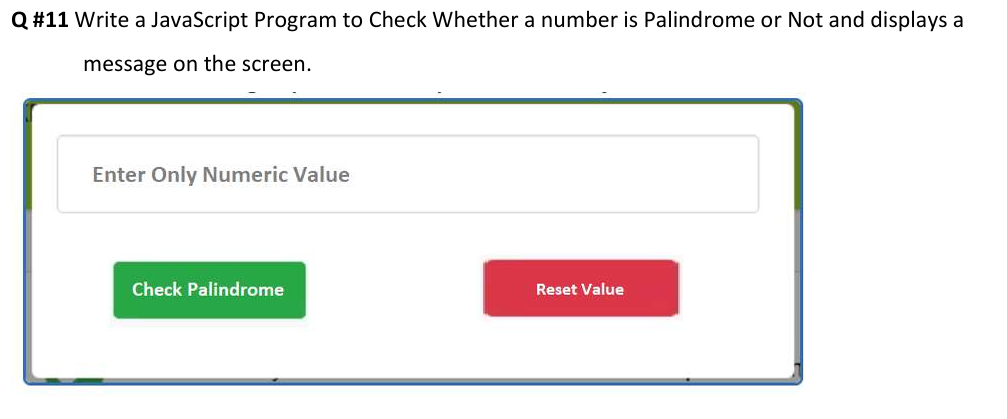 Q #11 Write a JavaScript Program to Check Whether a number is Palindrome or Not and displays a
message on the screen.
Enter Only Numeric Value
Check Palindrome
Reset Value